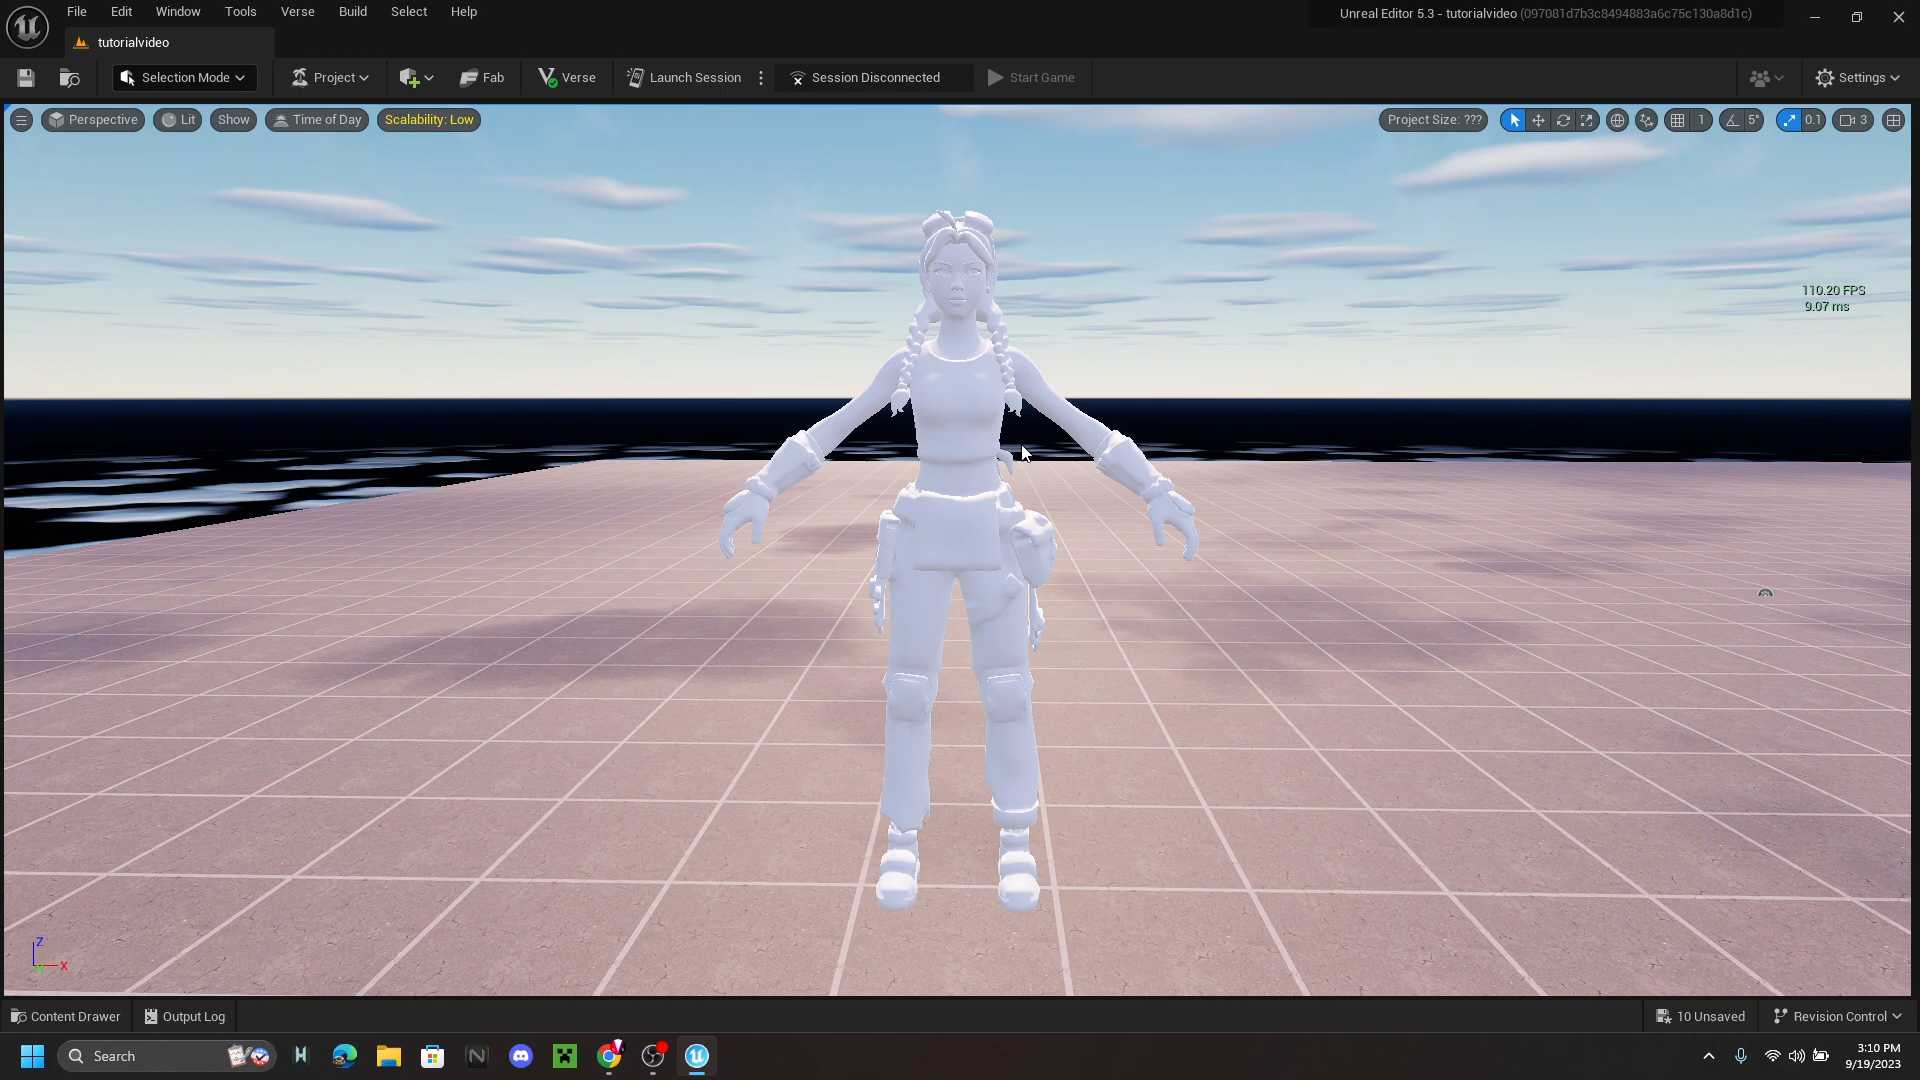 File Edit Window Tools Verse Build Select Help
Unreal Editor 5.3 - tutorialvideo (097081d7b3c8494883a6c75c130a8d1c)
tutorialvideo
Selection Mode
Project
Fab
Verse
Launch Session
Session Disconnected
Start Game
Settings
Perspective
Lit
Show
Time of Day
Scalability: Low
Project Size: ???
1
5°
0.1
3
110.20 FPS
9.07 ms
Z
Y
X
Content Drawer
Output Log
10 Unsaved
Revision Control
Search
3:10 PM
9/19/2023